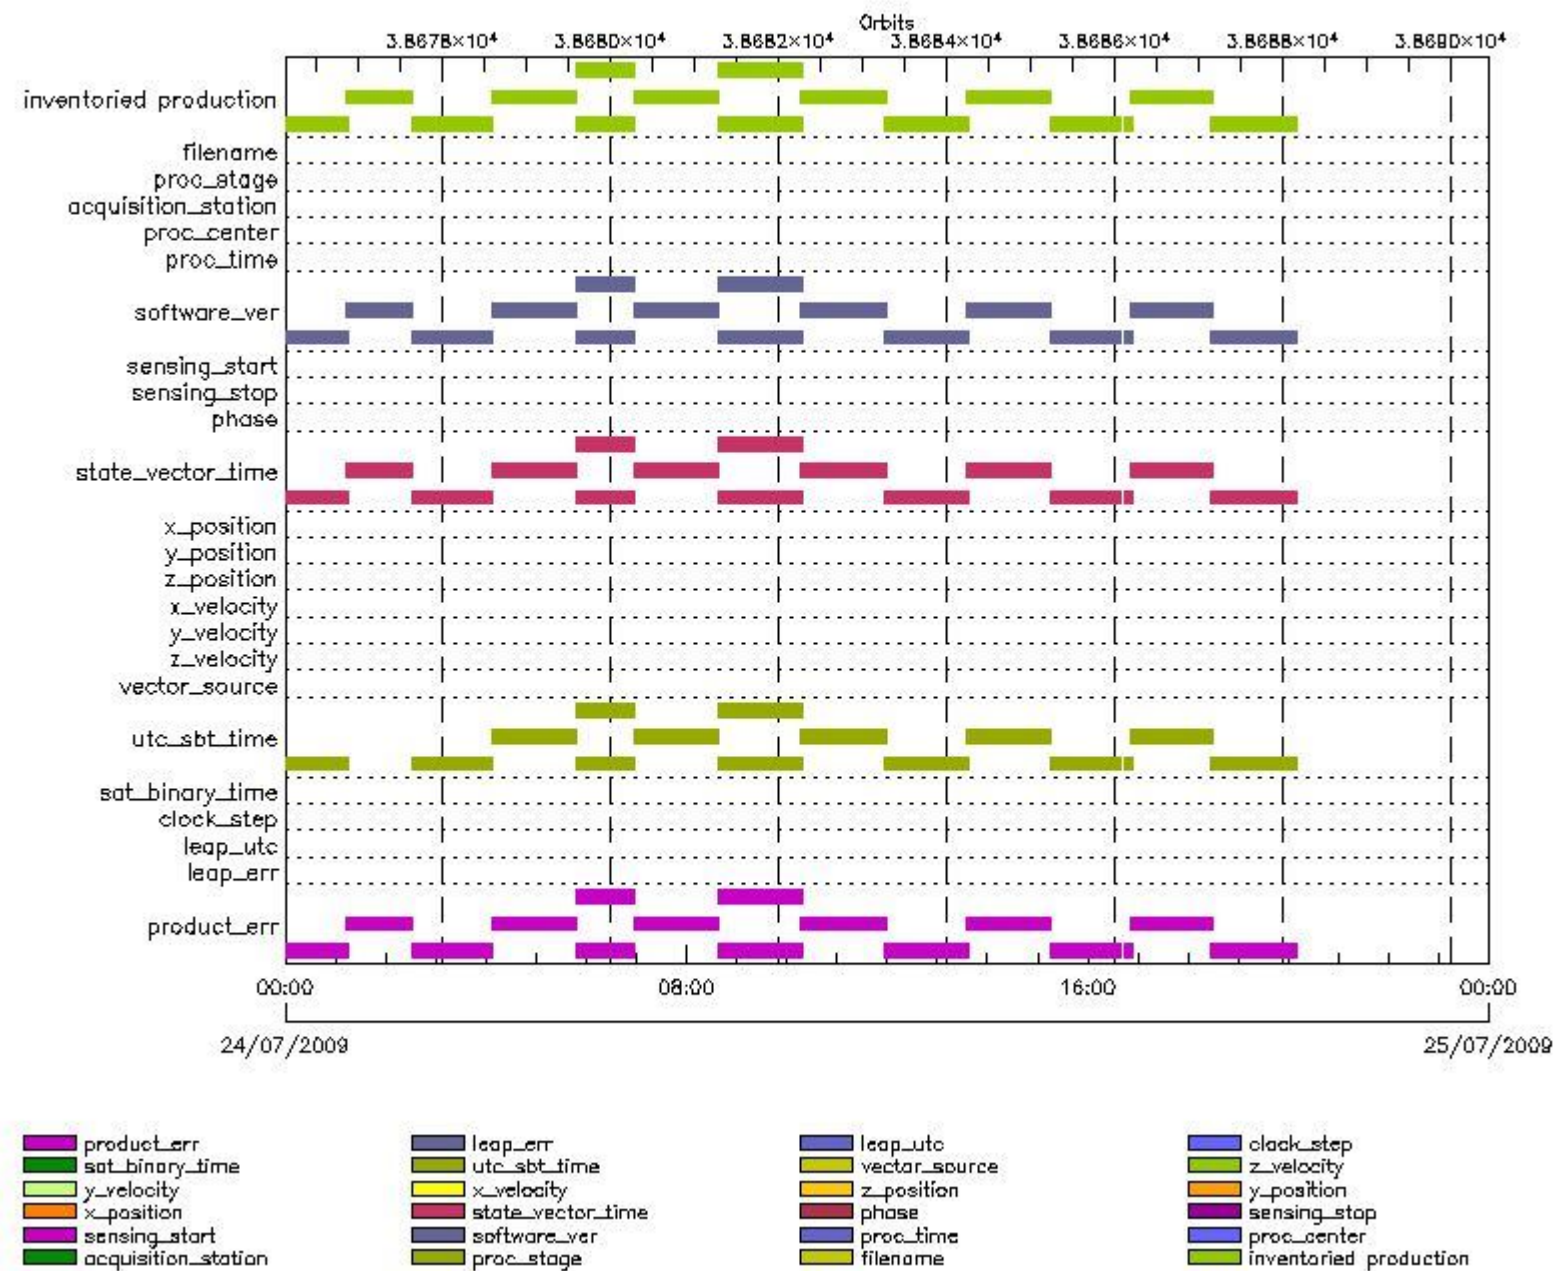 Orbits
3.8678×10⁴ 3.8680×10⁴ 3.8682×10⁴ 3.8684×10⁴ 3.8686×10⁴ 3.8688×10⁴ 3.8690×10⁴
inventoried production
filename
proc_stage
acquisition_station
proc_center
proc_time
software_ver
sensing_start
sensing_stop
phase
state_vector_time
x_position
y_position
z_position
x_velocity
y_velocity
z_velocity
vector_source
utc_sbt_time
sat_binary_time
clock_step
leap_utc
leap_err
product_err
00:00 08:00 16:00 00:00
24/07/2009 25/07/2009
product_err leap_err leap_utc clock_step
sat_binary_time utc_sbt_time vector_source z_velocity
y_velocity x_velocity z_position y_position
x_position state_vector_time phase sensing_stop
sensing_start software_ver proc_time proc_center
acquisition_station proc_stage filename inventoried production